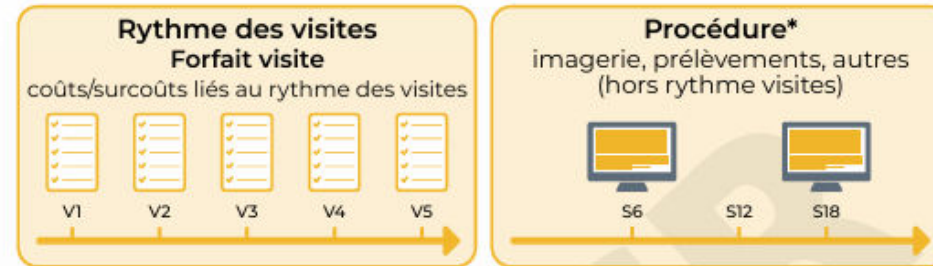 Rythme des visites
Forfait visite
coûts/surcoûts liés au rythme des visites
V1 V2 V3 V4 V5
Procédure*
imagerie, prélèvements, autres
(hors rythme visites)
S6 S12 S18